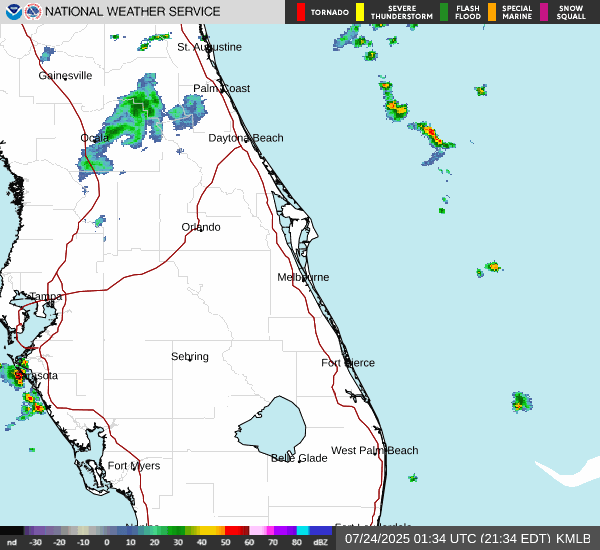 NATIONAL WEATHER SERVICE
TORNADO
SEVERE
THUNDERSTORM
FLASH
FLOOD
SPECIAL
MARINE
SNOW
SQUALL
St. Augustine
Gainesville
Palm Coast
Ocala
Daytona Beach
Orlando
Melbourne
Tampa
Sebring
Fort Pierce
Sarasota
West Palm Beach
Belle Glade
Fort Myers
nd -30 -20 -10 0 10 20 30 40 50 60 70 80 dBZ
07/24/2025 01:34 UTC (21:34 EDT) KMLB